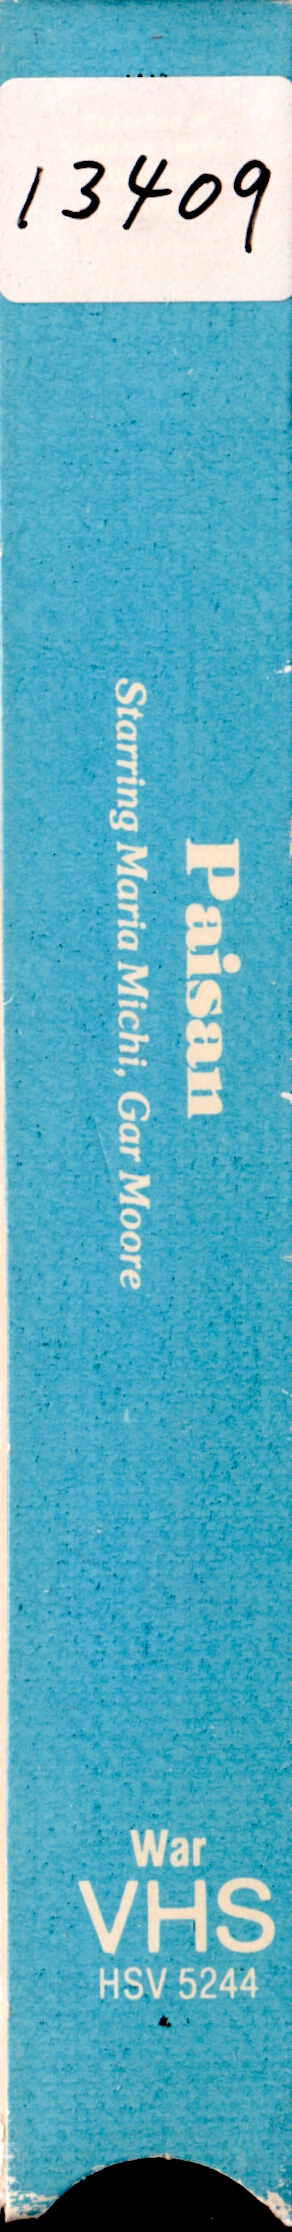 13409
Paisan
Starring Maria Michi, Gar Moore
War
VHS
HSV 5244